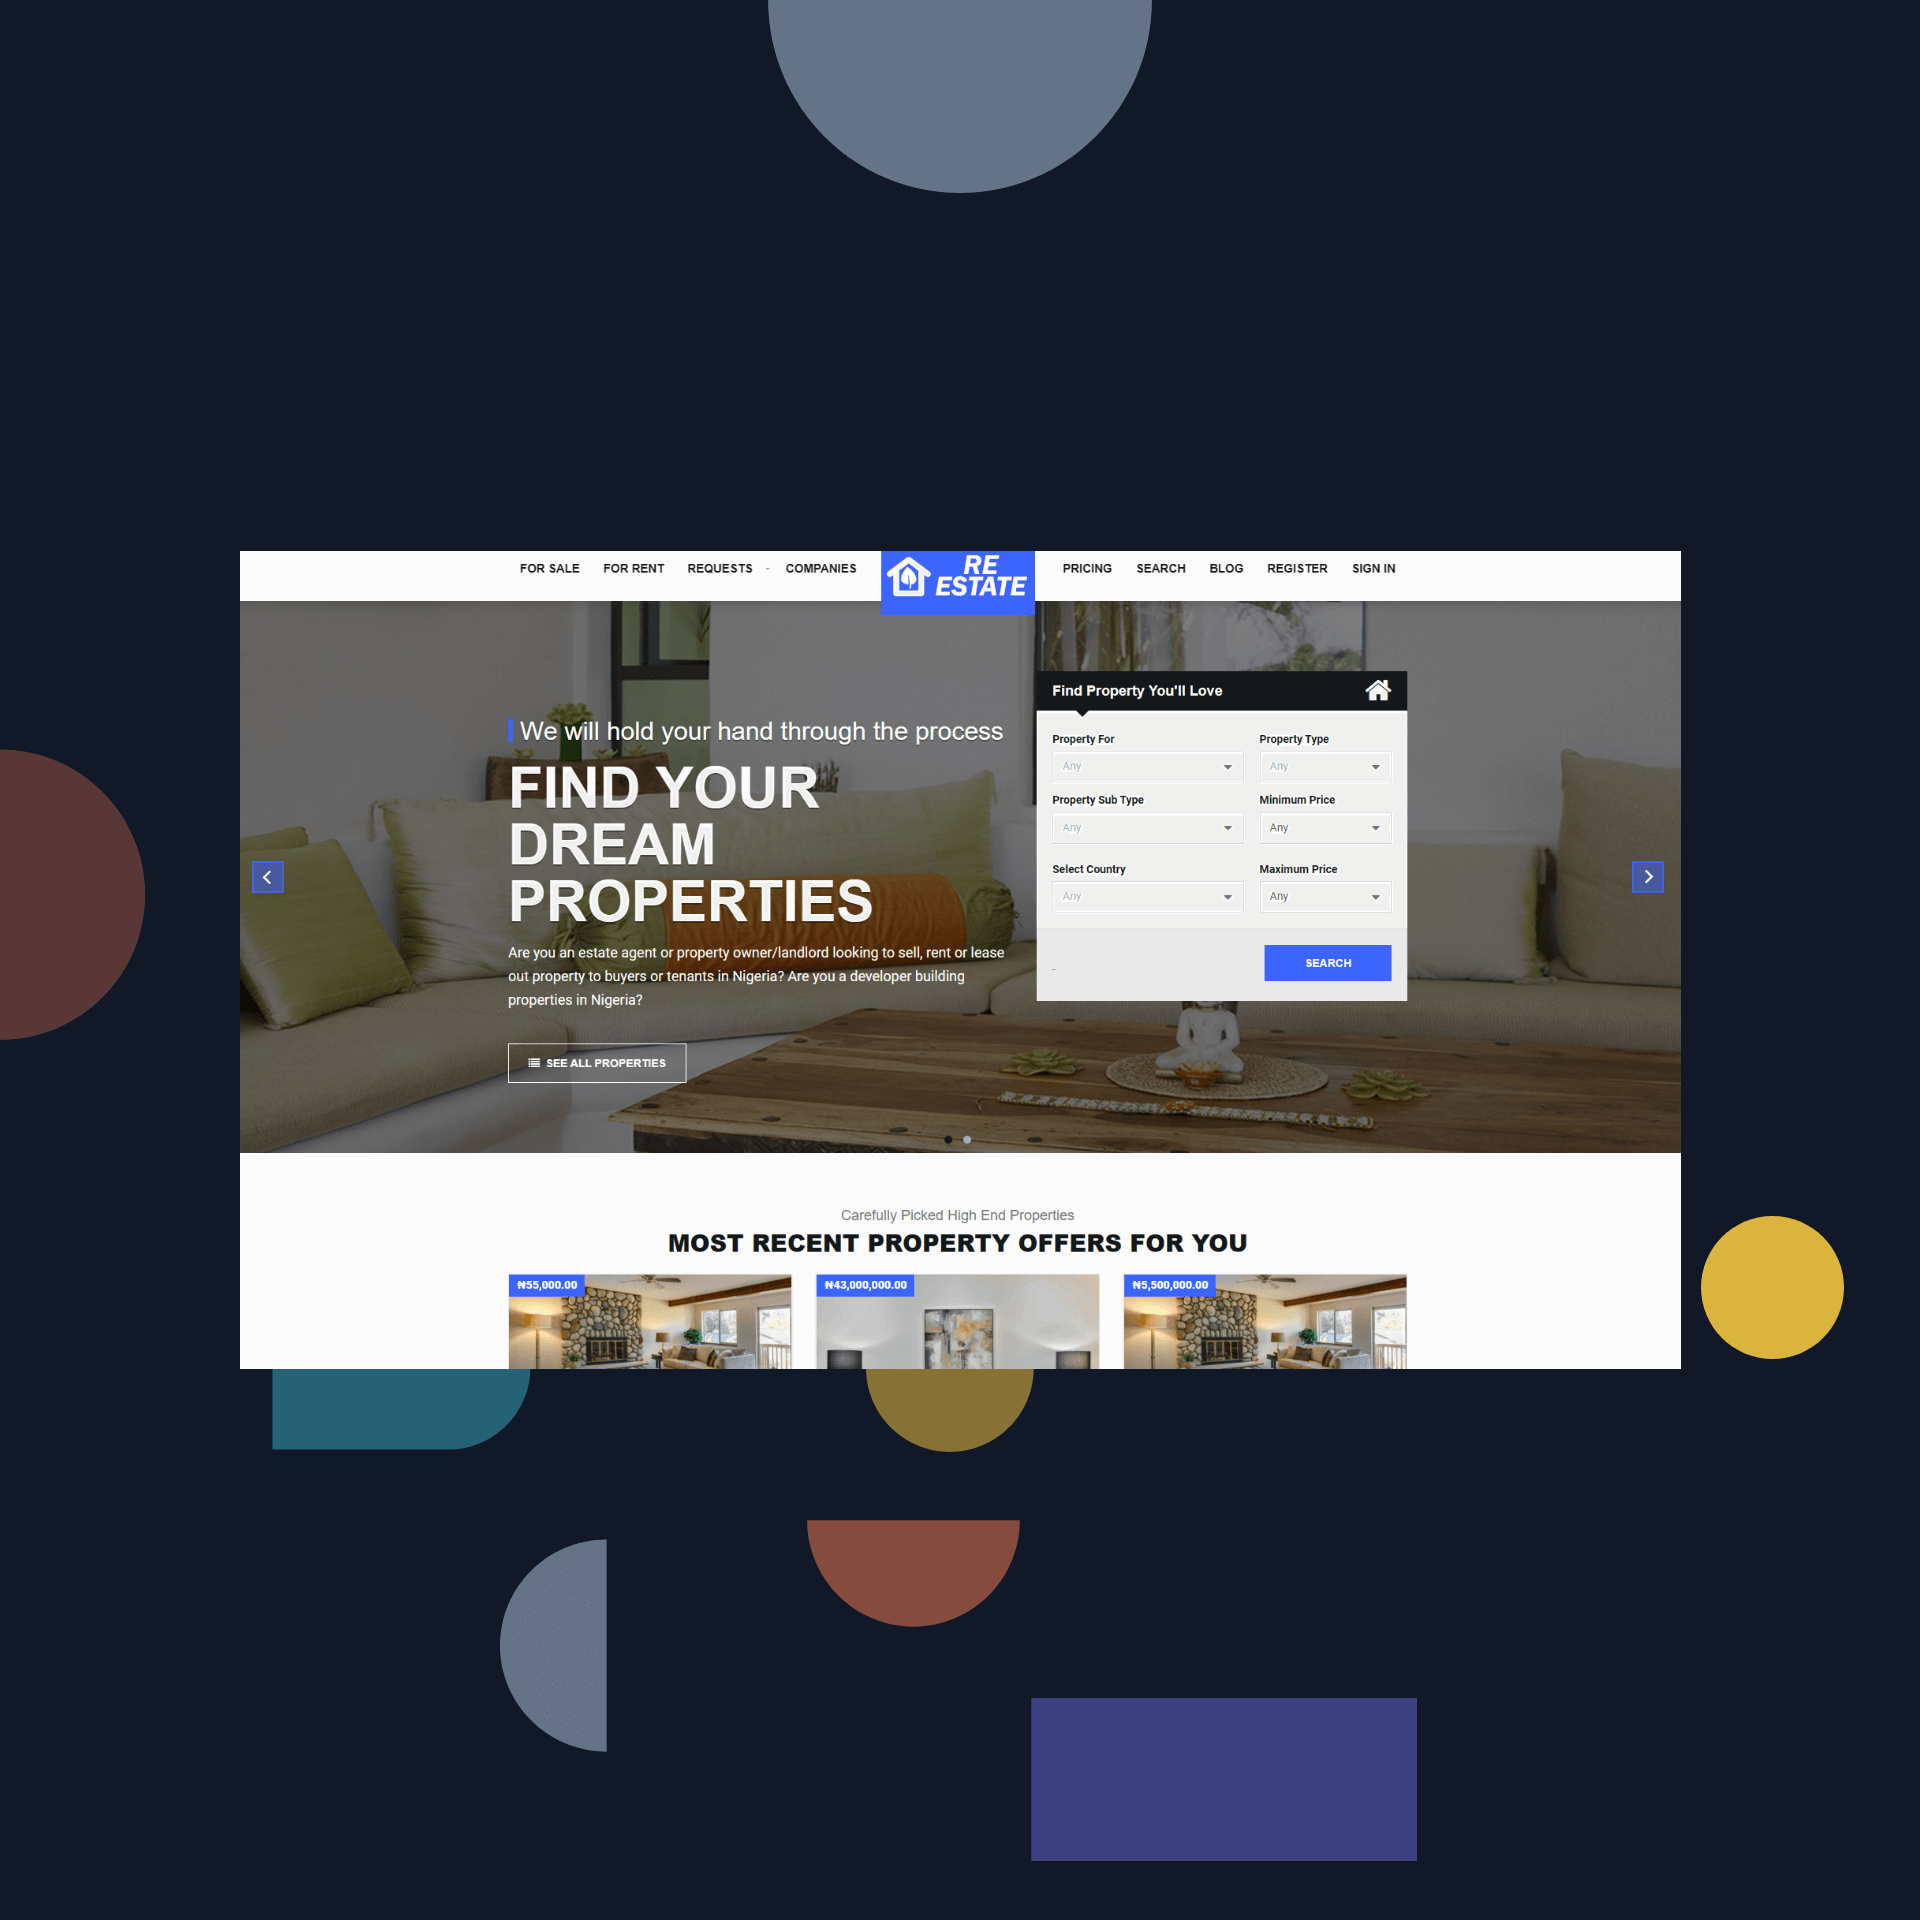 FOR SALE FOR RENT REQUESTS - COMPANIES
RE
ESTATE
PRICING SEARCH BLOG REGISTER SIGN IN
We will hold your hand through the process
FIND YOUR
DREAM
PROPERTIES
Are you an estate agent or property owner/landlord looking to sell, rent or lease
out property to buyers or tenants in Nigeria? Are you a developer building
properties in Nigeria?
SEE ALL PROPERTIES
Find Property You'll Love
Property For Property Type
Any Any
Property Sub Type Minimum Price
Any Any
Select Country Maximum Price
Any Any
-
SEARCH
Carefully Picked High End Properties
MOST RECENT PROPERTY OFFERS FOR YOU
₦55,000.00 ₦43,000,000.00 ₦5,500,000.00